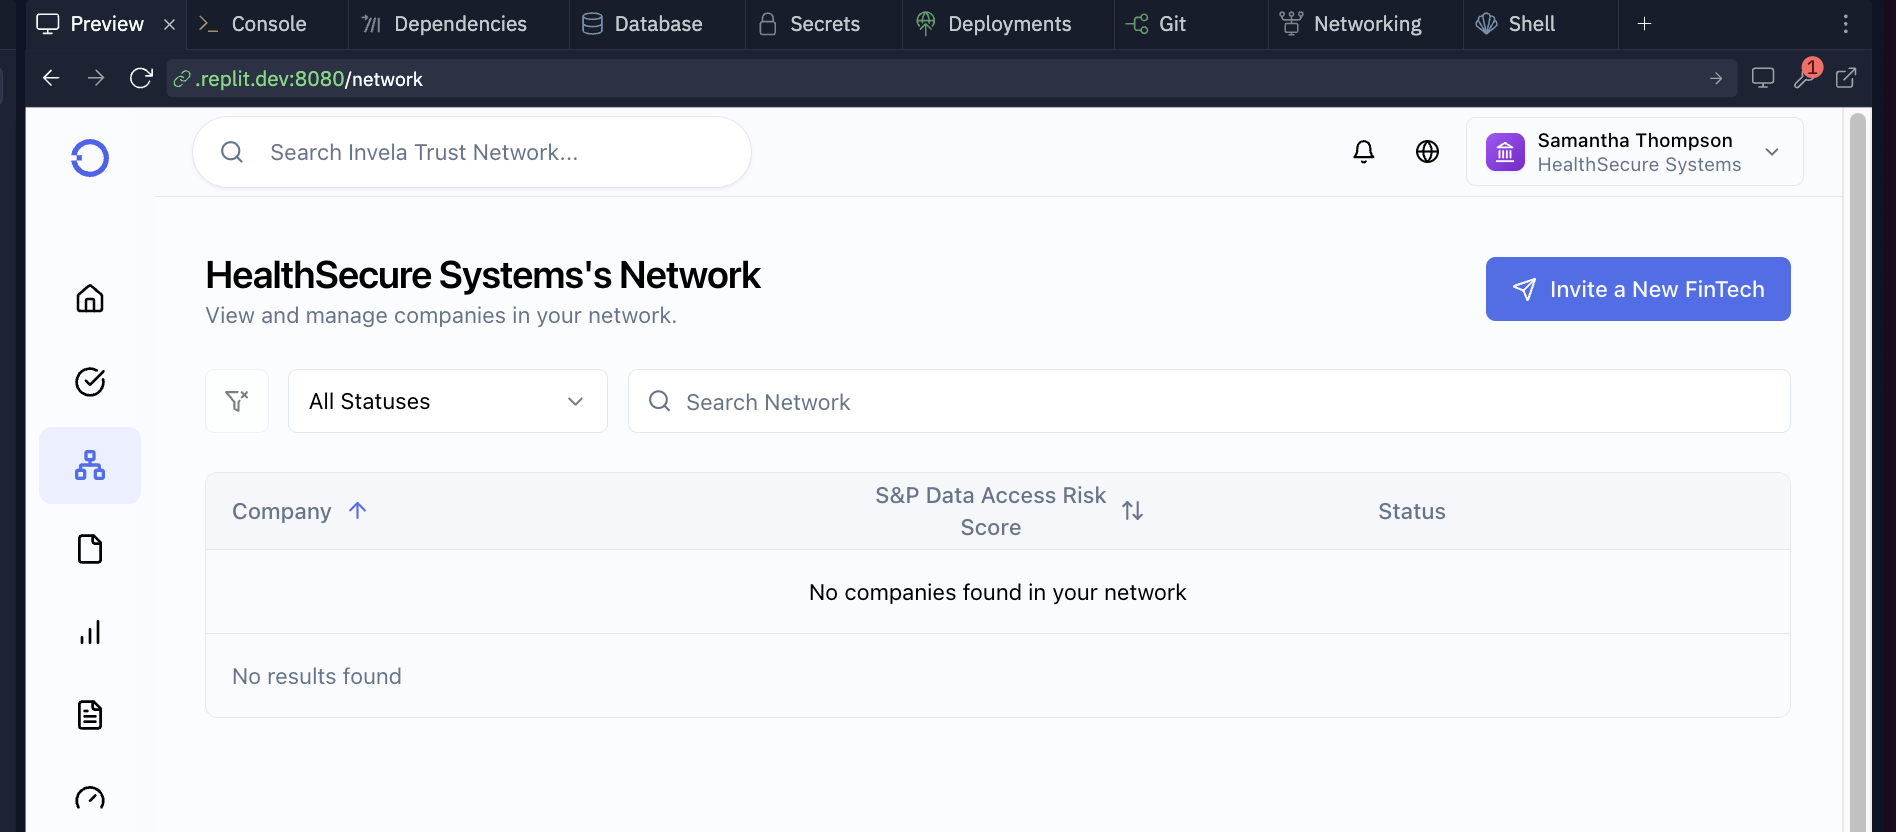 Preview
Console
Dependencies
Database
Secrets
Deployments
Git
Networking
Shell
.replit.dev:8080/network
1
Search Invela Trust Network...
Samantha Thompson
HealthSecure Systems
HealthSecure Systems's Network
View and manage companies in your network.
Invite a New FinTech
All Statuses
Search Network
Company
S&P Data Access Risk
Score
Status
No companies found in your network
No results found